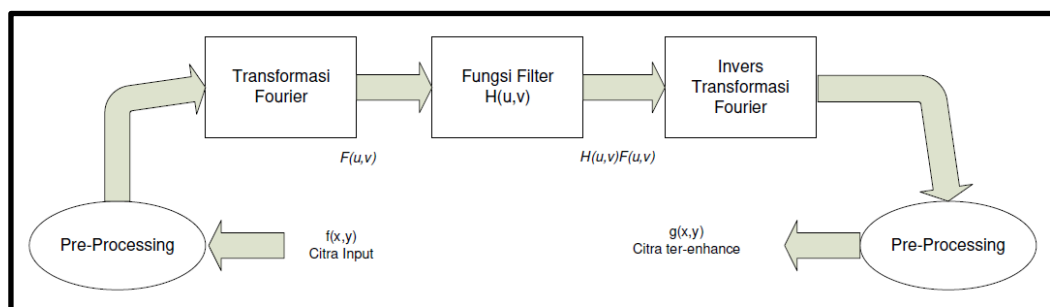 Transformasi
Fourier
Fungsi Filter
H(u,v)
Invers
Transformasi
Fourier
F(u,v)
H(u,v)F(u,v)
Pre-Processing
f(x,y)
Citra Input
g(x,y)
Citra ter-enhance
Pre-Processing